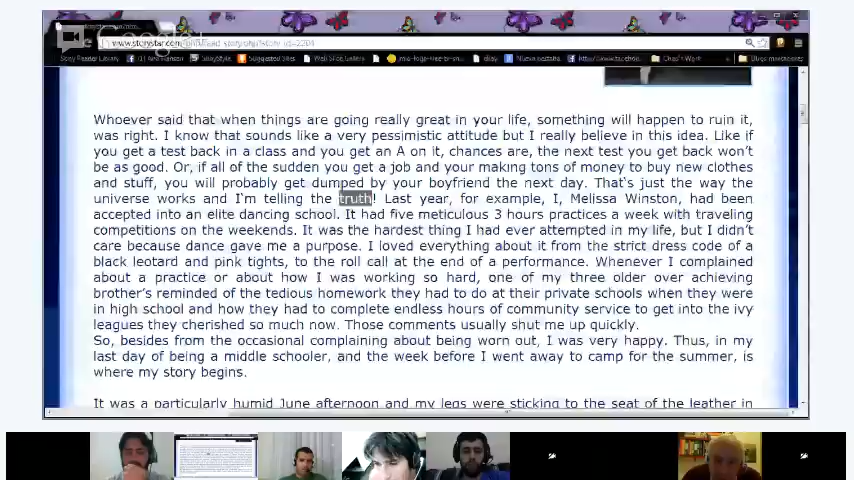 Google+
www.storystar.com
Story Reader Library
StoryStyle
Suggested Sites
ebay
Whoever said that when things are going really great in your life, something will happen to ruin it,
was right. I know that sounds like a very pessimistic attitude but I really believe in this idea. Like if
you get a test back in a class and you get an A on it, chances are, the next test you get back won't
be as good. Or, if all of the sudden you get a job and your making tons of money to buy new clothes
and stuff, you will probably get dumped by your boyfriend the next day. That's just the way the
universe works and I'm telling the truth! Last year, for example, I, Melissa Winston, had been
accepted into an elite dancing school. It had five meticulous 3 hours practices a week with traveling
competitions on the weekends. It was the hardest thing I had ever attempted in my life, but I didn't
care because dance gave me a purpose. I loved everything about it from the strict dress code of a
black leotard and pink tights, to the roll call at the end of a performance. Whenever I complained
about a practice or about how I was working so hard, one of my three older over achieving
brother's reminded of the tedious homework they had to do at their private schools when they were
in high school and how they had to complete endless hours of community service to get into the ivy
leagues they cherished so much now. Those comments usually shut me up quickly.
So, besides from the occasional complaining about being worn out, I was very happy. Thus, in my
last day of being a middle schooler, and the week before I went away to camp for the summer, is
where my story begins.
It was a particularly humid June afternoon and my legs were sticking to the seat of the leather in